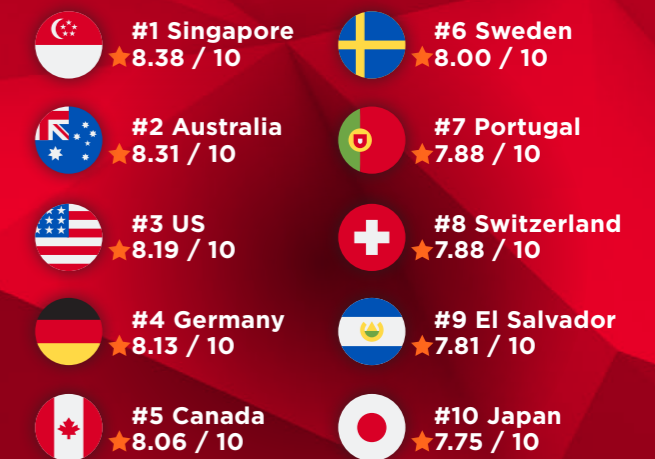 #1 Singapore
8.38 / 10
#2 Australia
8.31 / 10
#3 US
8.19 / 10
#4 Germany
8.13 / 10
#5 Canada
8.06 / 10
#6 Sweden
8.00 / 10
#7 Portugal
7.88 / 10
#8 Switzerland
7.88 / 10
#9 El Salvador
7.81 / 10
#10 Japan
7.75 / 10